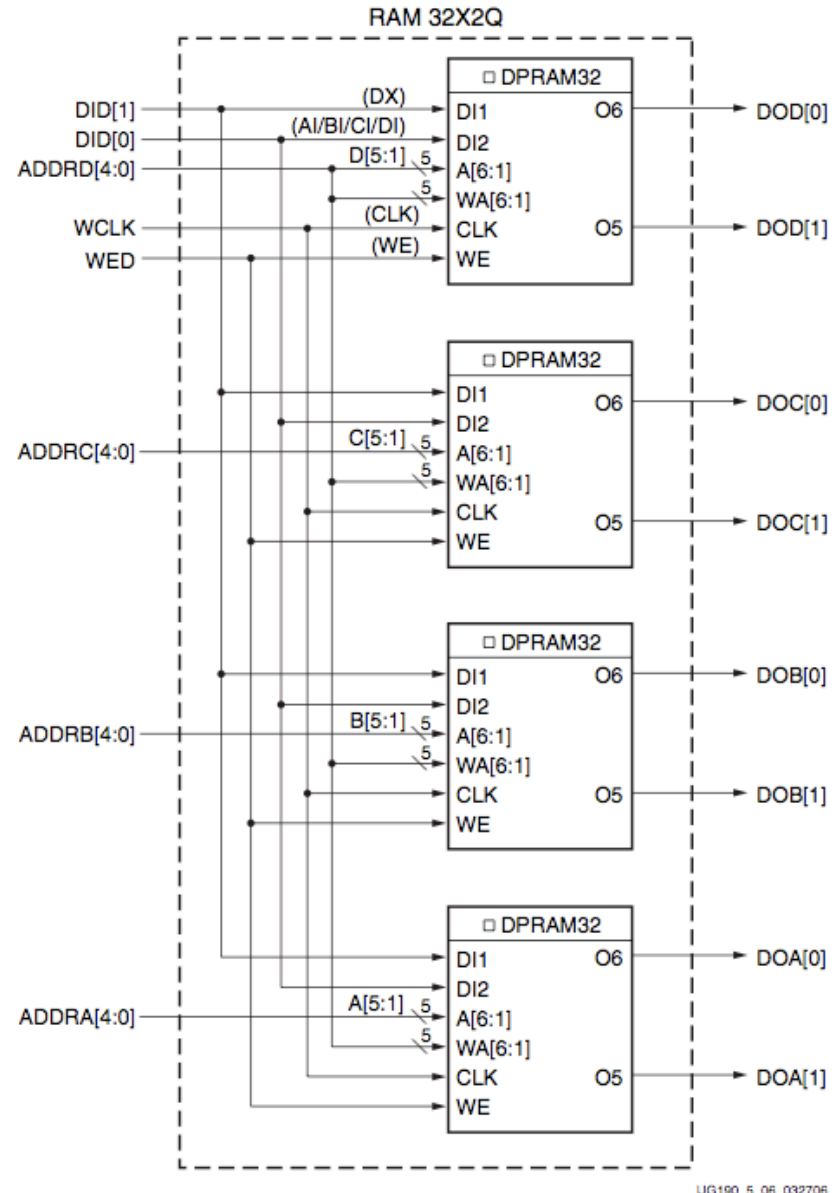 RAM 32X2Q
□ DPRAM32
DID[1]
(DX)
DI1
O6
DOD[0]
DID[0]
(AI/BI/CI/DI)
DI2
ADDRD[4:0]
D[5:1]
5
A[6:1]
5
WA[6:1]
WCLK
(CLK)
CLK
O5
DOD[1]
WED
(WE)
WE
□ DPRAM32
DI1
O6
DOC[0]
DI2
ADDRC[4:0]
C[5:1]
5
A[6:1]
5
WA[6:1]
CLK
O5
DOC[1]
WE
□ DPRAM32
DI1
O6
DOB[0]
DI2
ADDRB[4:0]
B[5:1]
5
A[6:1]
5
WA[6:1]
CLK
O5
DOB[1]
WE
□ DPRAM32
DI1
O6
DOA[0]
DI2
ADDRA[4:0]
A[5:1]
5
A[6:1]
5
WA[6:1]
CLK
O5
DOA[1]
WE
UG190_5_06_032706